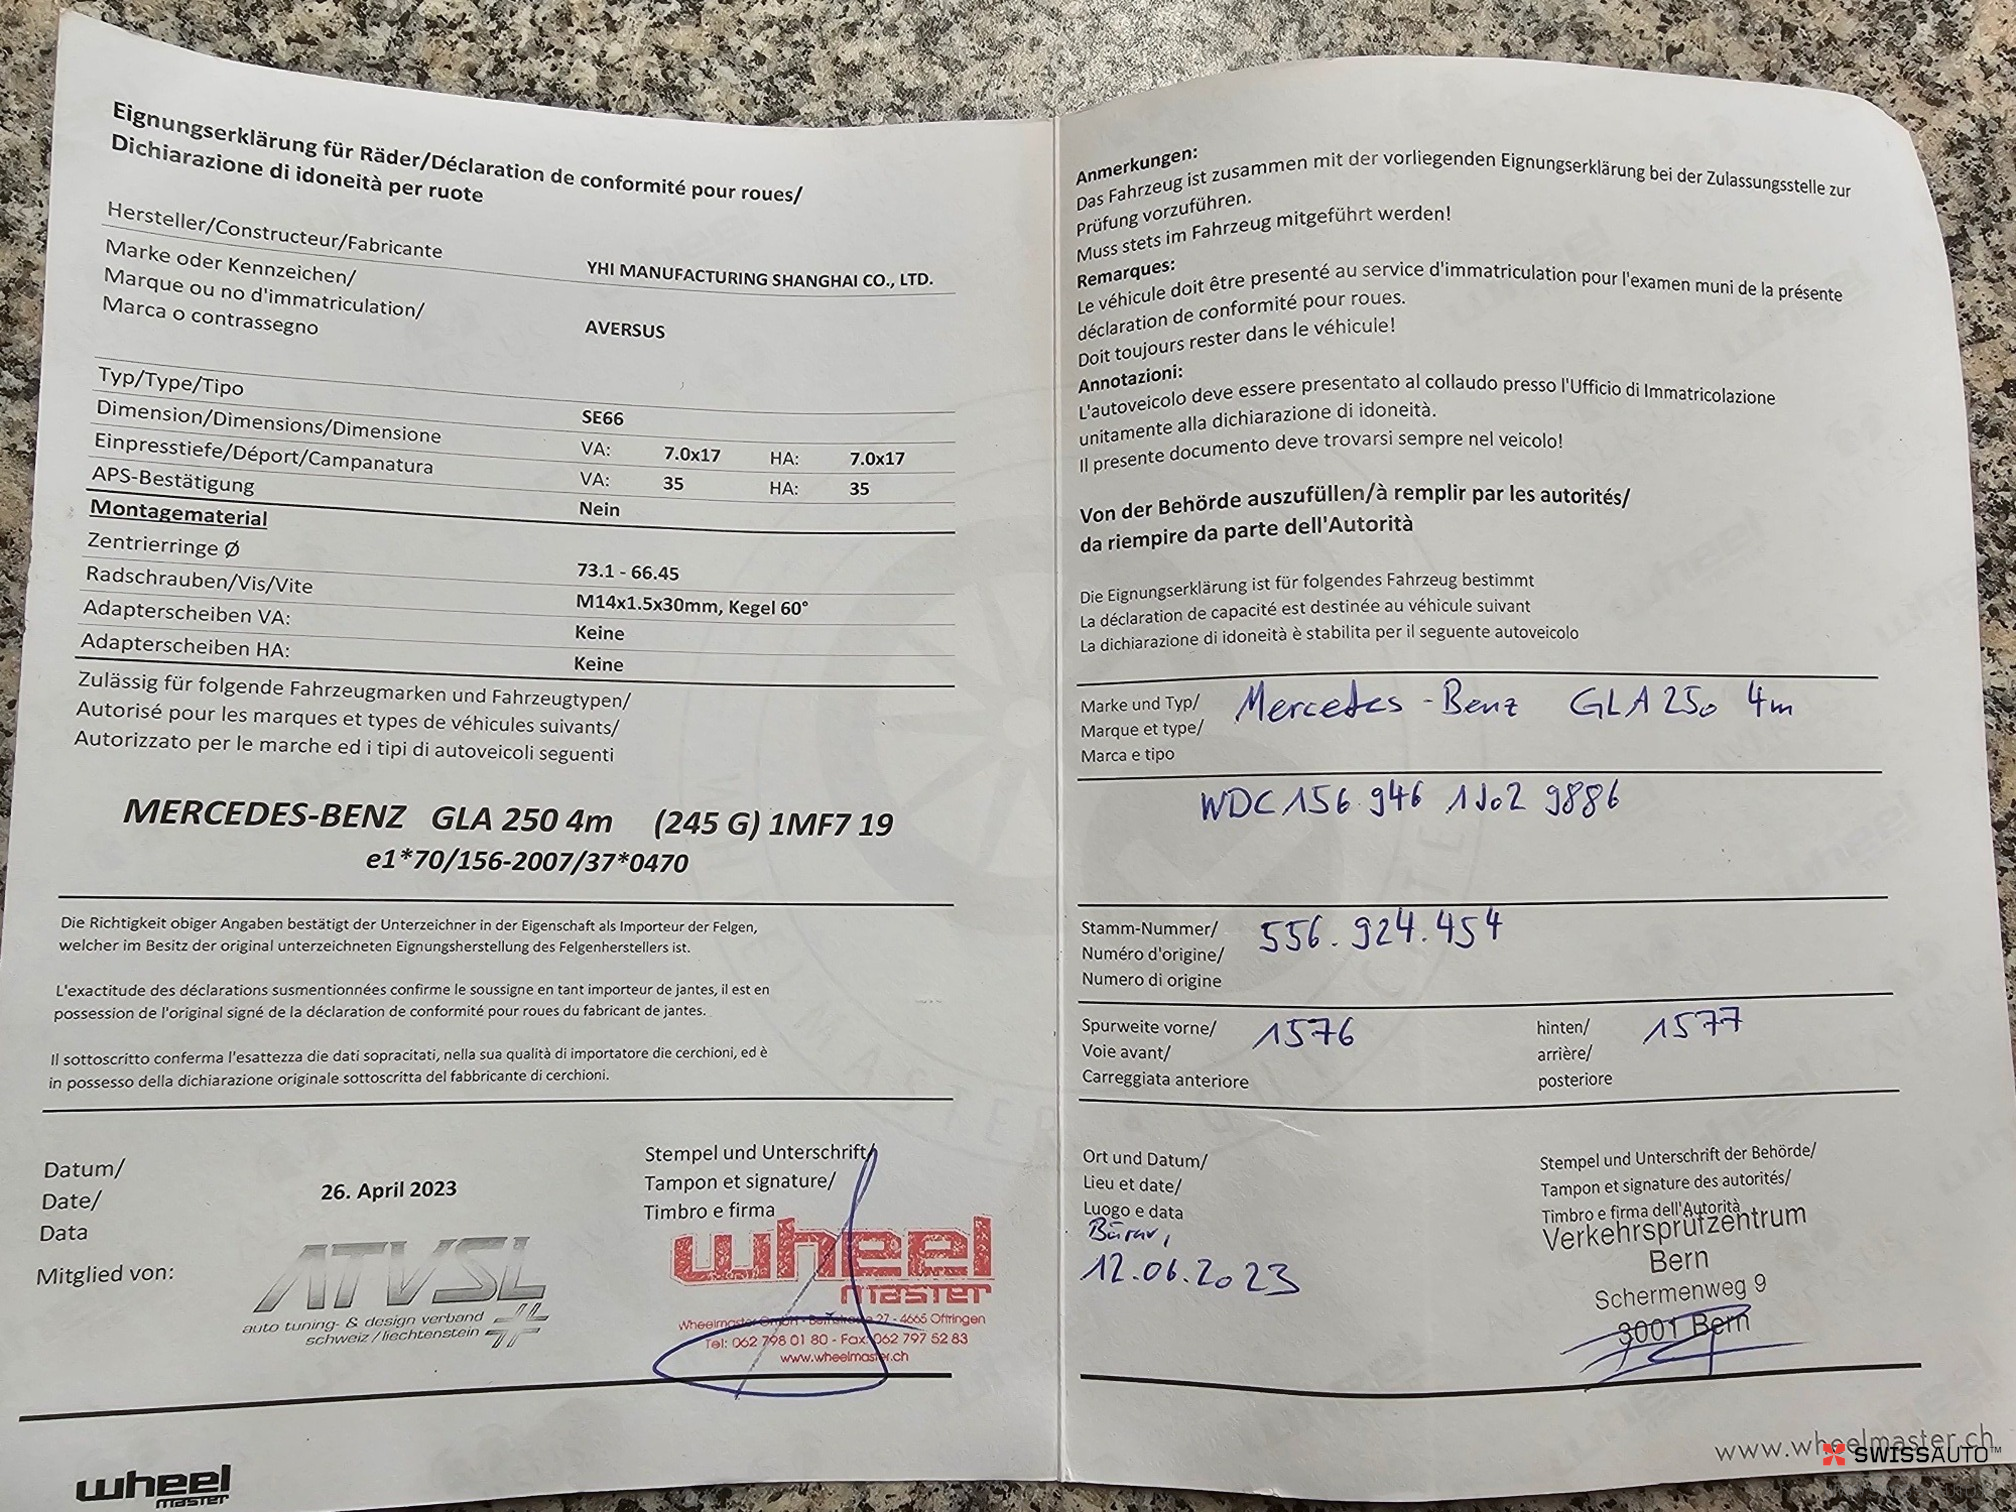 Eignungserklärung für Räder/Déclaration de conformité pour roues/
Dichiarazione di idoneità per ruote
Hersteller/Constructeur/Fabricante YHI MANUFACTURING SHANGHAI CO., LTD.
Marke oder Kennzeichen/
Marque ou no d'immatriculation/
Marca o contrassegno AVERSUS
Typ/Type/Tipo SE66
Dimension/Dimensions/Dimensione VA: 7.0x17 HA: 7.0x17
Einpresstiefe/Déport/Campanatura VA: 35 HA: 35
APS-Bestätigung Nein
Montagematerial
Zentrierringe Ø 73.1 - 66.45
Radschrauben/Vis/Vite M14x1.5x30mm, Kegel 60°
Adapterscheiben VA: Keine
Adapterscheiben HA: Keine
Zulässig für folgende Fahrzeugmarken und Fahrzeugtypen/
Autorisé pour les marques et types de véhicules suivants/
Autorizzato per le marche ed i tipi di autoveicoli seguenti
MERCEDES-BENZ GLA 250 4m (245 G) 1MF7 19
e1*70/156-2007/37*0470
Die Richtigkeit obiger Angaben bestätigt der Unterzeichner in der Eigenschaft als Importeur der Felgen,
welcher im Besitz der original unterzeichneten Eignungsherstellung des Felgenherstellers ist.
L'exactitude des déclarations susmentionnées confirme le soussigne en tant importeur de jantes, il est en
possession de l'original signé de la déclaration de conformité pour roues du fabricant de jantes.
Il sottoscritto conferma l'esattezza die dati sopracitati, nella sua qualità di importatore die cerchioni, ed è
in possesso della dichiarazione originale sottoscritta del fabbricante di cerchioni.
Datum/
Date/
Data
26. April 2023
Stempel und Unterschrift/
Tampon et signature/
Timbro e firma
Mitglied von:
ATVSL
auto tuning- & design verband
schweiz/liechtenstein
wheel
master
Wheelmaster GmbH - 27 - 4665 Oftringen
Tel: 062 798 01 80 - Fax: 062 797 52 83
www.wheelmaster.ch
wheel
master
Anmerkungen:
Das Fahrzeug ist zusammen mit der vorliegenden Eignungserklärung bei der Zulassungsstelle zur
Prüfung vorzuführen.
Muss stets im Fahrzeug mitgeführt werden!
Remarques:
Le véhicule doit être presenté au service d'immatriculation pour l'examen muni de la présente
déclaration de conformité pour roues.
Doit toujours rester dans le véhicule!
Annotazioni:
L'autoveicolo deve essere presentato al collaudo presso l'Ufficio di Immatricolazione
unitamente alla dichiarazione di idoneità.
Il presente documento deve trovarsi sempre nel veicolo!
Von der Behörde auszufüllen/à remplir par les autorités/
da riempire da parte dell'Autorità
Die Eignungserklärung ist für folgendes Fahrzeug bestimmt
La déclaration de capacité est destinée au véhicule suivant
La dichiarazione di idoneità è stabilita per il seguente autoveicolo
Marke und Typ/
Marque et type/
Marca e tipo
Mercedes-Benz GLA 250 4m
WDC 156 946 1J02 9886
Stamm-Nummer/
Numéro d'origine/
Numero di origine
556.924.454
Spurweite vorne/
Voie avant/
Carreggiata anteriore
1576
hinten/
arrière/
posteriore
1577
Ort und Datum/
Lieu et date/
Luogo e data
12.06.2023
Stempel und Unterschrift der Behörde/
Tampon et signature des autorités/
Timbro e firma dell'Autorità
Verkehrsprüfzentrum
Bern
Schermenweg 9
3001 Bern
www.wheelmaster.ch
SWISSAUTO™